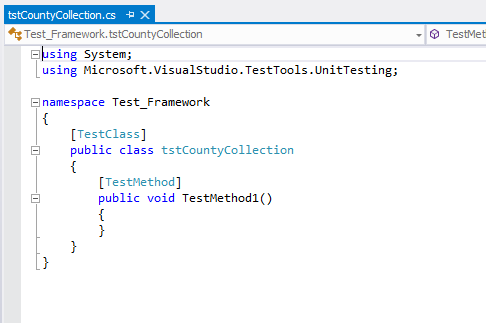 tstCountyCollection.cs
Test_Framework.tstCountyCollection
TestMe
using System;
using Microsoft.VisualStudio.TestTools.UnitTesting;
namespace Test_Framework
{
[TestClass]
public class tstCountyCollection
{
[TestMethod]
public void TestMethod1()
{
}
}
}